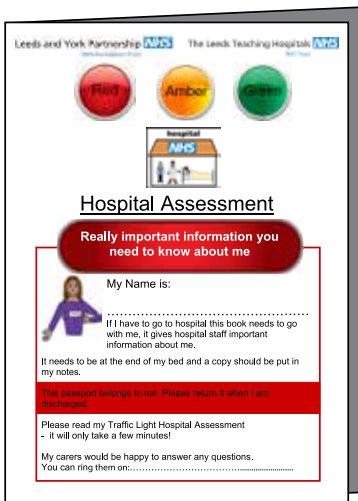 Leeds and York Partnership NHS The Leeds Teaching Hospitals NHS
NHS Foundation Trust NHS Trust
Red Amber Green
hospital
NHS
Hospital Assessment
Really important information you
need to know about me
My Name is:
................................................
If I have to go to hospital this book needs to go
with me, it gives hospital staff important
information about me.
It needs to be at the end of my bed and a copy should be put in
my notes.
This passport belongs to me. Please return it when I am
discharged.
Please read my Traffic Light Hospital Assessment
- it will only take a few minutes!
My carers would be happy to answer any questions.
You can ring them on:......................................................